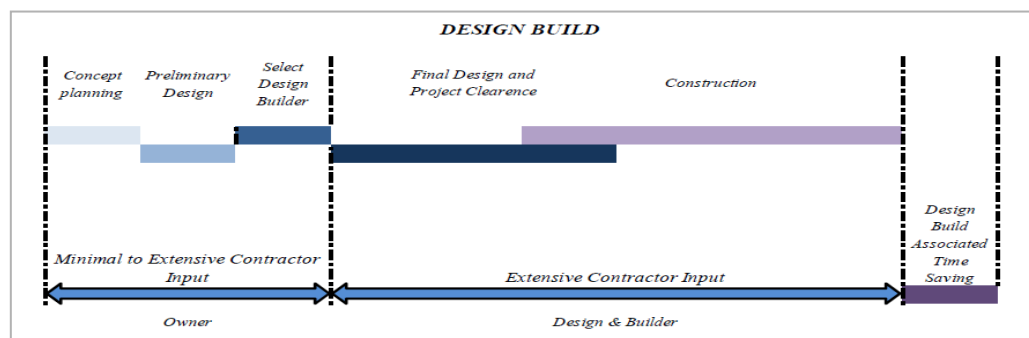 DESIGN BUILD
Concept
planning
Preliminary
Design
Select
Design
Builder
Final Design and
Project Clearence
Construction
Design
Build
Associated
Time
Saving
Minimal to Extensive Contractor
Input
Extensive Contractor Input
Owner
Design & Builder